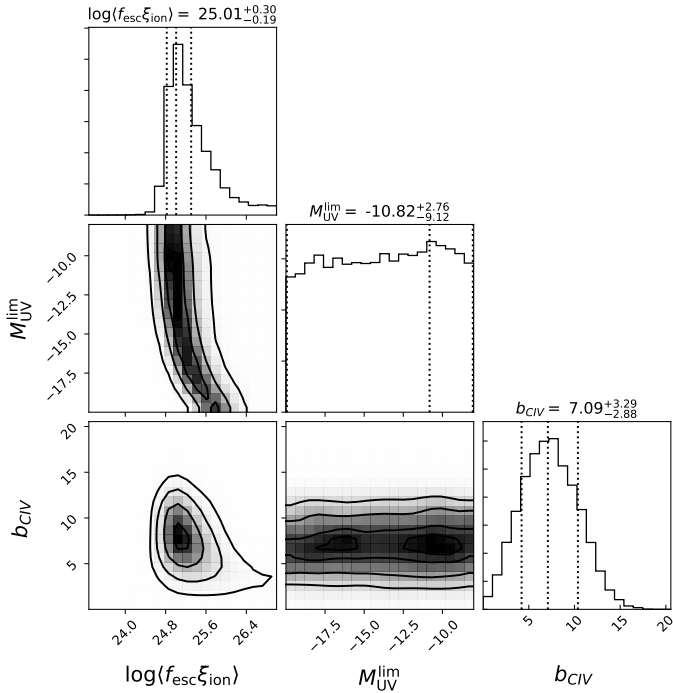 log⟨f_esc ξ_ion⟩ = 25.01^{+0.30}_{−0.19}
M_UV^lim = -10.82^{+2.76}_{−9.12}
−10.0
−12.5
−15.0
−17.5
M_UV^lim
b_CIV = 7.09^{+3.29}_{−2.88}
20
15
10
5
b_CIV
24.0 24.8 25.6 26.4
−17.5 −15.0 −12.5 −10.0
5 10 15 20
log⟨f_esc ξ_ion⟩ M_UV^lim b_CIV